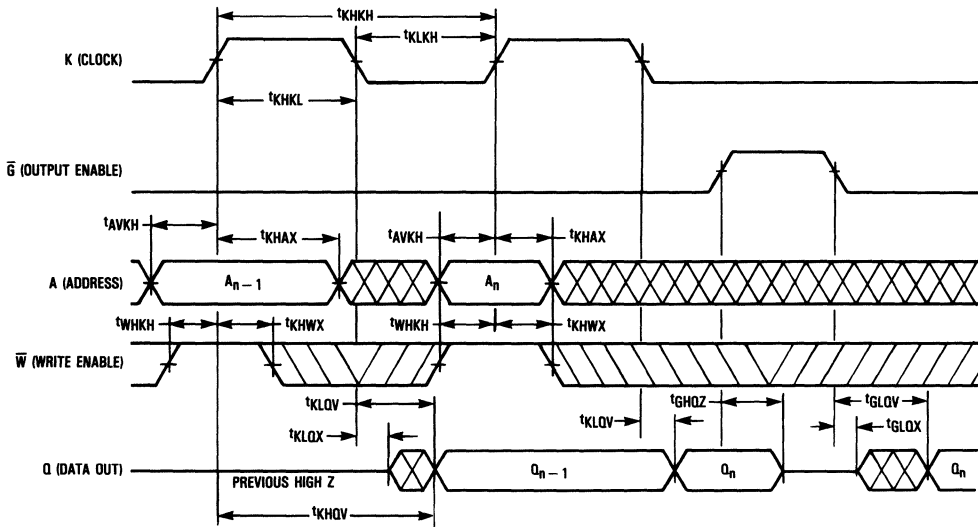 tKHKH
tKLKH
K (CLOCK)
tKHKL
G̅ (OUTPUT ENABLE)
tAVKH
tKHAX
tAVKH
tKHAX
A (ADDRESS)
An − 1
An
tWHKH
tKHWX
tWHKH
tKHWX
W̅ (WRITE ENABLE)
tKLQV
tKLQV
tGHQZ
tGLQV
tKLQX
tGLQX
Q (DATA OUT)
PREVIOUS HIGH Z
Qn − 1
Qn
Qn
tKHQV